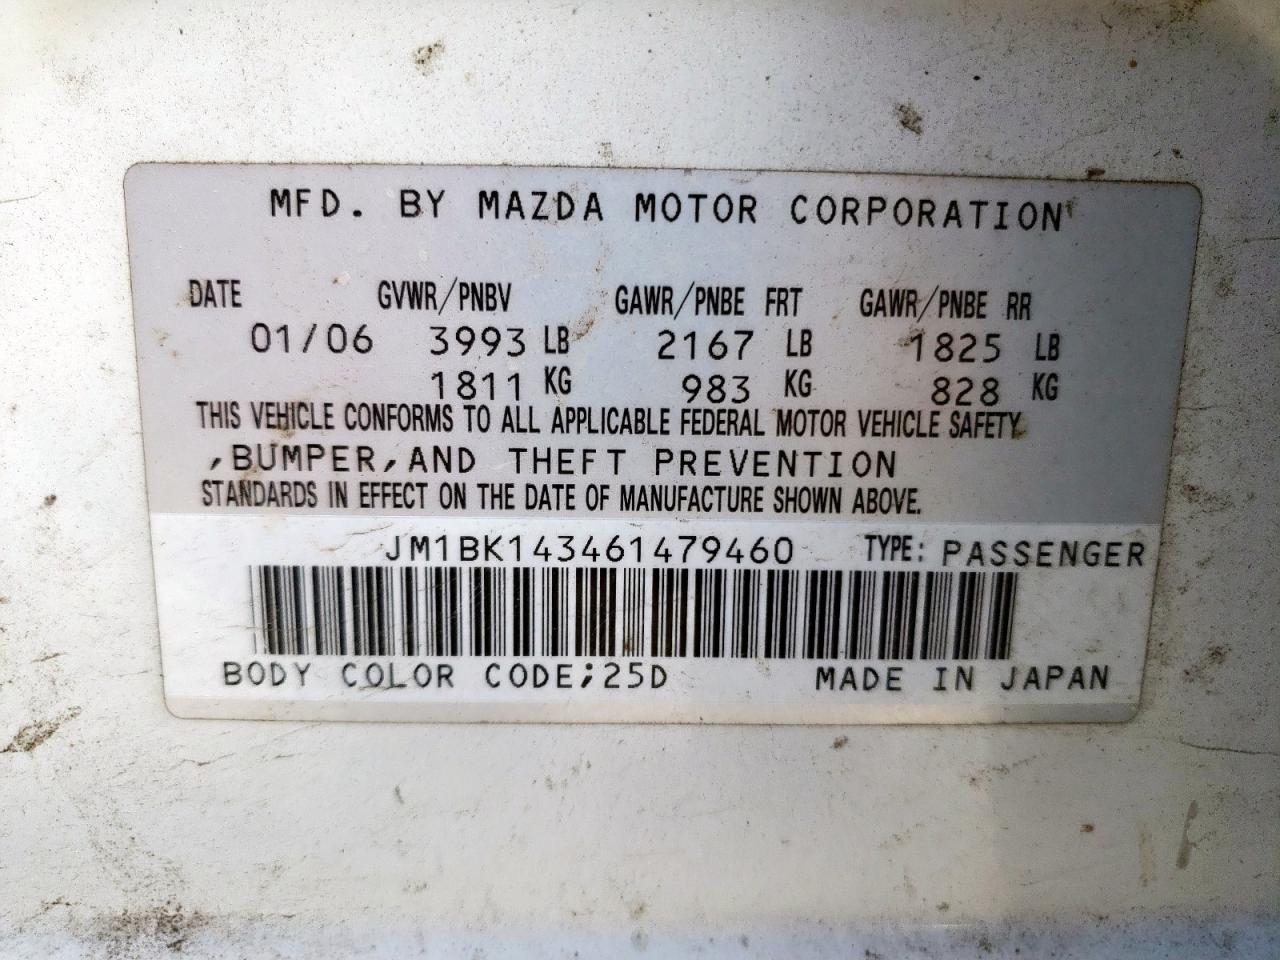 MFD. BY MAZDA MOTOR CORPORATION
DATE GVWR/PNBV GAWR/PNBE FRT GAWR/PNBE RR
01/06 3993 LB 2167 LB 1825 LB
1811 KG 983 KG 828 KG
THIS VEHICLE CONFORMS TO ALL APPLICABLE FEDERAL MOTOR VEHICLE SAFETY
,BUMPER,AND THEFT PREVENTION
STANDARDS IN EFFECT ON THE DATE OF MANUFACTURE SHOWN ABOVE.
JM1BK143461479460 TYPE: PASSENGER
BODY COLOR CODE;25D MADE IN JAPAN